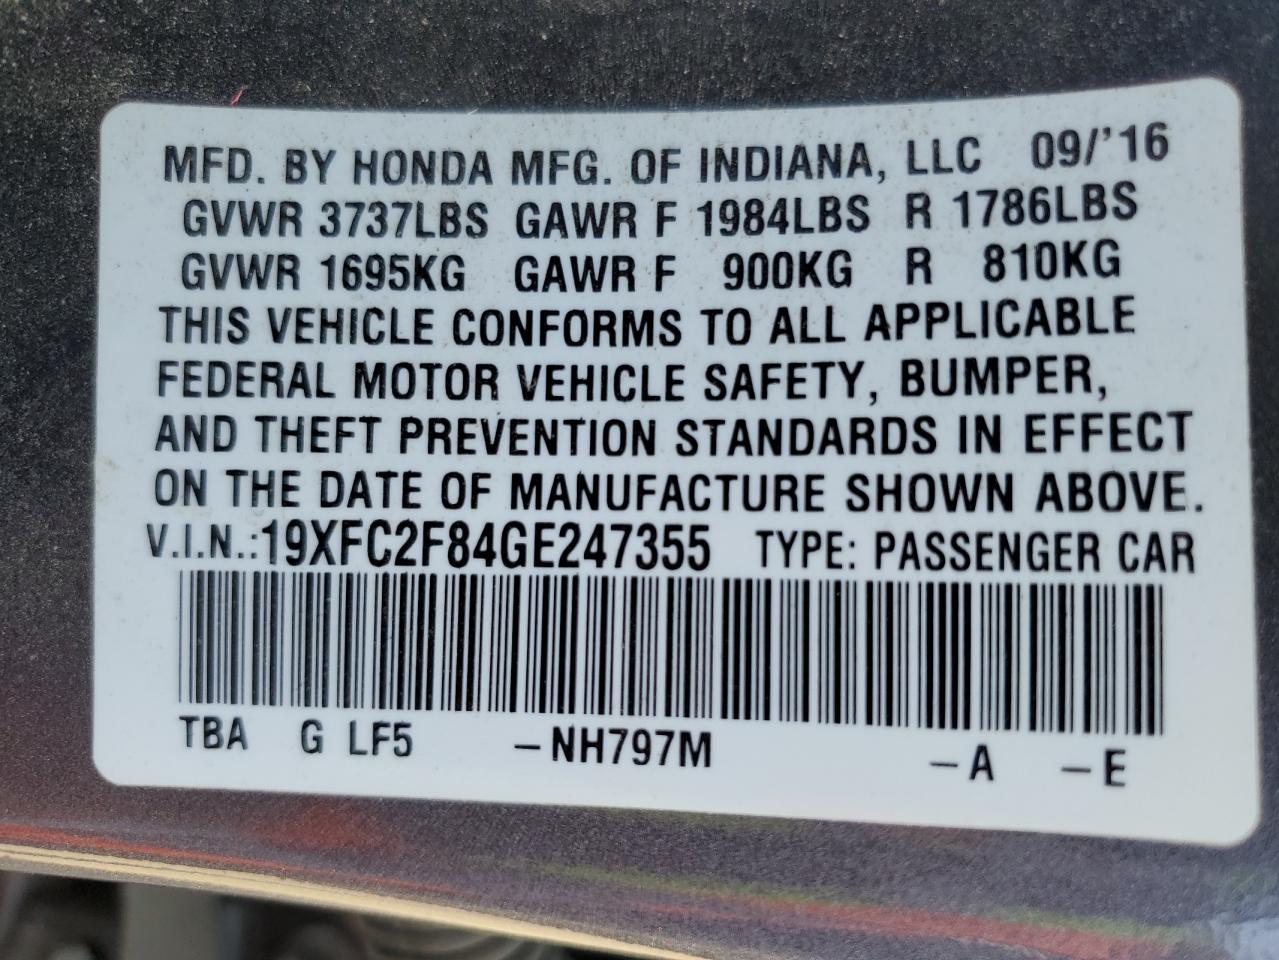 MFD. BY HONDA MFG. OF INDIANA, LLC 09/'16
GVWR 3737LBS GAWR F 1984LBS R 1786LBS
GVWR 1695KG GAWR F 900KG R 810KG
THIS VEHICLE CONFORMS TO ALL APPLICABLE
FEDERAL MOTOR VEHICLE SAFETY, BUMPER,
AND THEFT PREVENTION STANDARDS IN EFFECT
ON THE DATE OF MANUFACTURE SHOWN ABOVE.
V.I.N.:19XFC2F84GE247355 TYPE: PASSENGER CAR
TBA G LF5 –NH797M –A –E